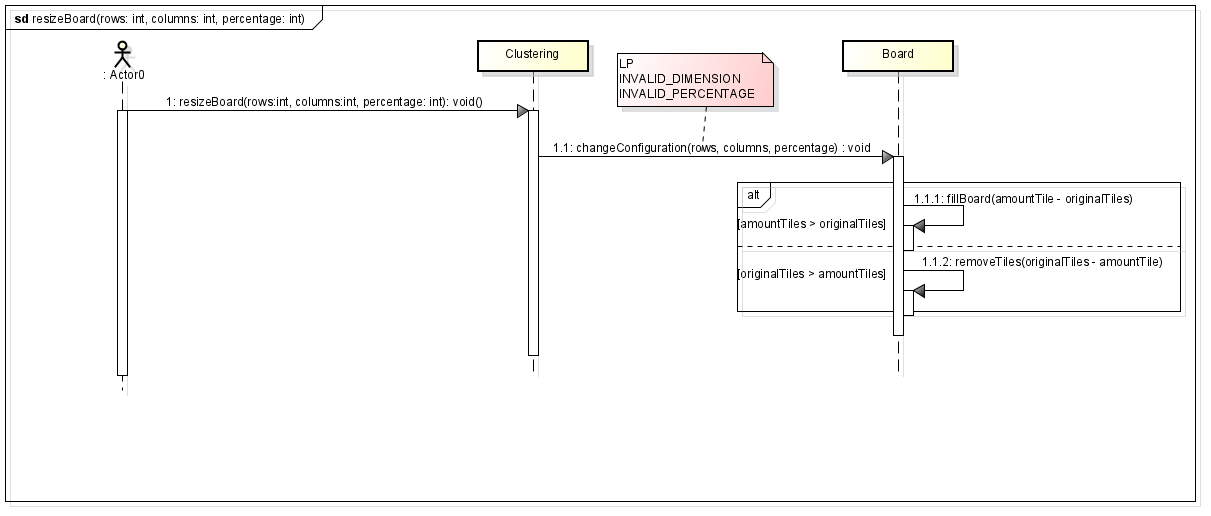 sd resizeBoard(rows: int, columns: int, percentage: int)
: Actor0
Clustering
Board
LP
INVALID_DIMENSION
INVALID_PERCENTAGE
1: resizeBoard(rows:int, columns:int, percentage: int): void()
1.1: changeConfiguration(rows, columns, percentage) : void
alt
1.1.1: fillBoard(amountTile - originalTiles)
[amountTiles > originalTiles]
1.1.2: removeTiles(originalTiles - amountTile)
[originalTiles > amountTiles]